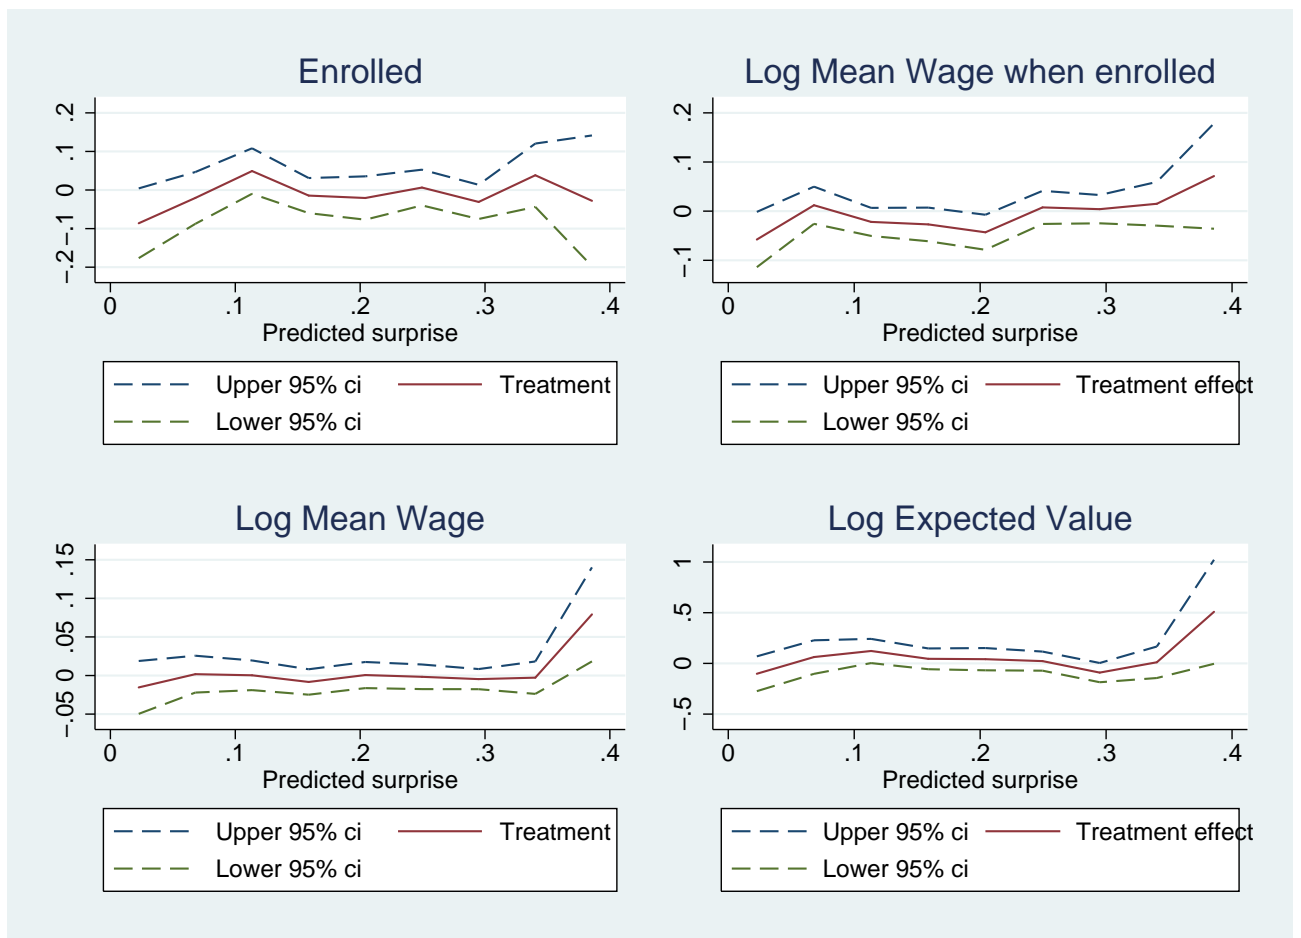 Enrolled
.2
.1
0
−.1
−.2
0 .1 .2 .3 .4
Predicted surprise
Upper 95% ci Treatment
Lower 95% ci
Log Mean Wage when enrolled
.2
.1
0
−.1
0 .1 .2 .3 .4
Predicted surprise
Upper 95% ci Treatment effect
Lower 95% ci
Log Mean Wage
.15
.1
.05
0
−.05
0 .1 .2 .3 .4
Predicted surprise
Upper 95% ci Treatment
Lower 95% ci
Log Expected Value
1
.5
0
−.5
0 .1 .2 .3 .4
Predicted surprise
Upper 95% ci Treatment effect
Lower 95% ci